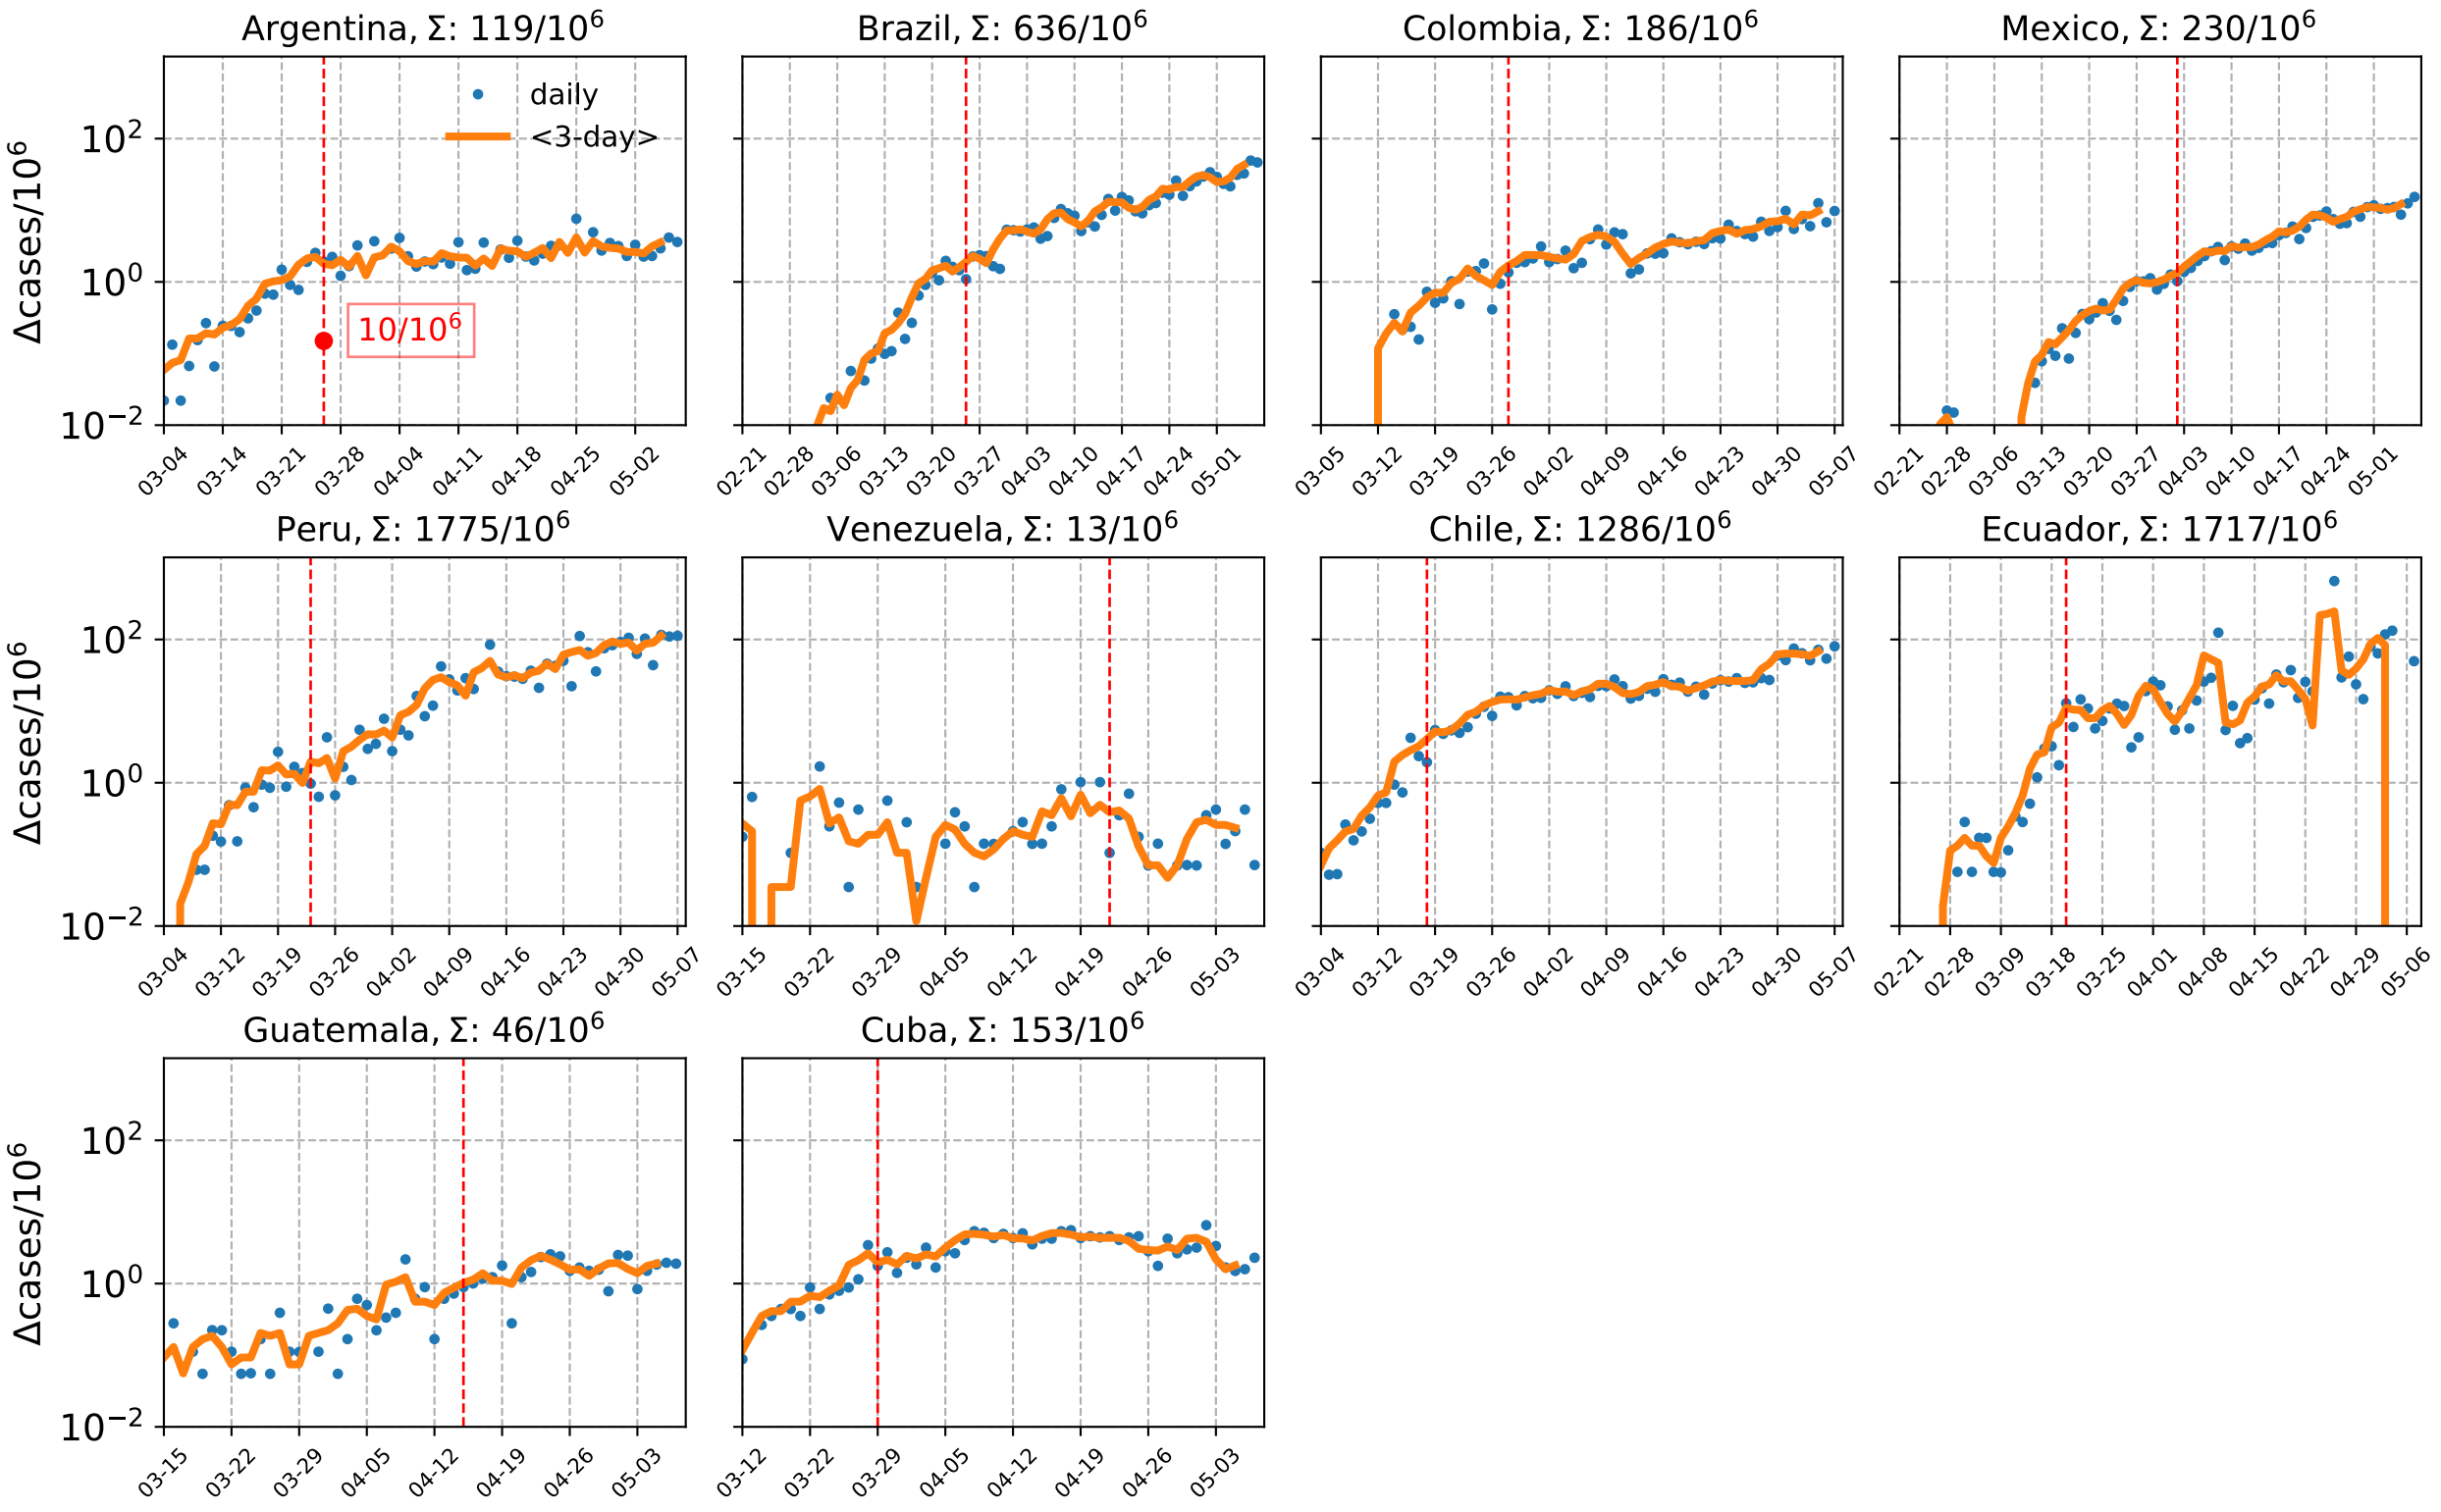 Argentina, Σ: 119/10⁶
Brazil, Σ: 636/10⁶
Colombia, Σ: 186/10⁶
Mexico, Σ: 230/10⁶
Δcases/10⁶
10²
10⁰
10⁻²
daily
<3-day>
10/10⁶
03-04 03-14 03-21 03-28 04-04 04-11 04-18 04-25 05-02
02-21 02-28 03-06 03-13 03-20 03-27 04-03 04-10 04-17 04-24 05-01
03-05 03-12 03-19 03-26 04-02 04-09 04-16 04-23 04-30 05-07
02-21 02-28 03-06 03-13 03-20 03-27 04-03 04-10 04-17 04-24 05-01
Peru, Σ: 1775/10⁶
Venezuela, Σ: 13/10⁶
Chile, Σ: 1286/10⁶
Ecuador, Σ: 1717/10⁶
Δcases/10⁶
10²
10⁰
10⁻²
03-04 03-12 03-19 03-26 04-02 04-09 04-16 04-23 04-30 05-07
03-15 03-22 03-29 04-05 04-12 04-19 04-26 05-03
03-04 03-12 03-19 03-26 04-02 04-09 04-16 04-23 04-30 05-07
02-21 02-28 03-09 03-18 03-25 04-01 04-08 04-15 04-22 04-29 05-06
Guatemala, Σ: 46/10⁶
Cuba, Σ: 153/10⁶
Δcases/10⁶
10²
10⁰
10⁻²
03-15 03-22 03-29 04-05 04-12 04-19 04-26 05-03
03-12 03-22 03-29 04-05 04-12 04-19 04-26 05-03